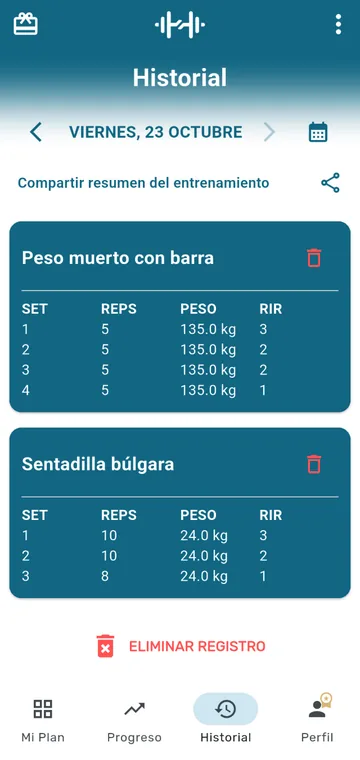 Historial
VIERNES, 23 OCTUBRE
Compartir resumen del entrenamiento
Peso muerto con barra
SET REPS PESO RIR
1 5 135.0 kg 3
2 5 135.0 kg 2
3 5 135.0 kg 2
4 5 135.0 kg 1
Sentadilla búlgara
SET REPS PESO RIR
1 10 24.0 kg 3
2 10 24.0 kg 2
3 8 24.0 kg 1
ELIMINAR REGISTRO
Mi Plan Progreso Historial Perfil